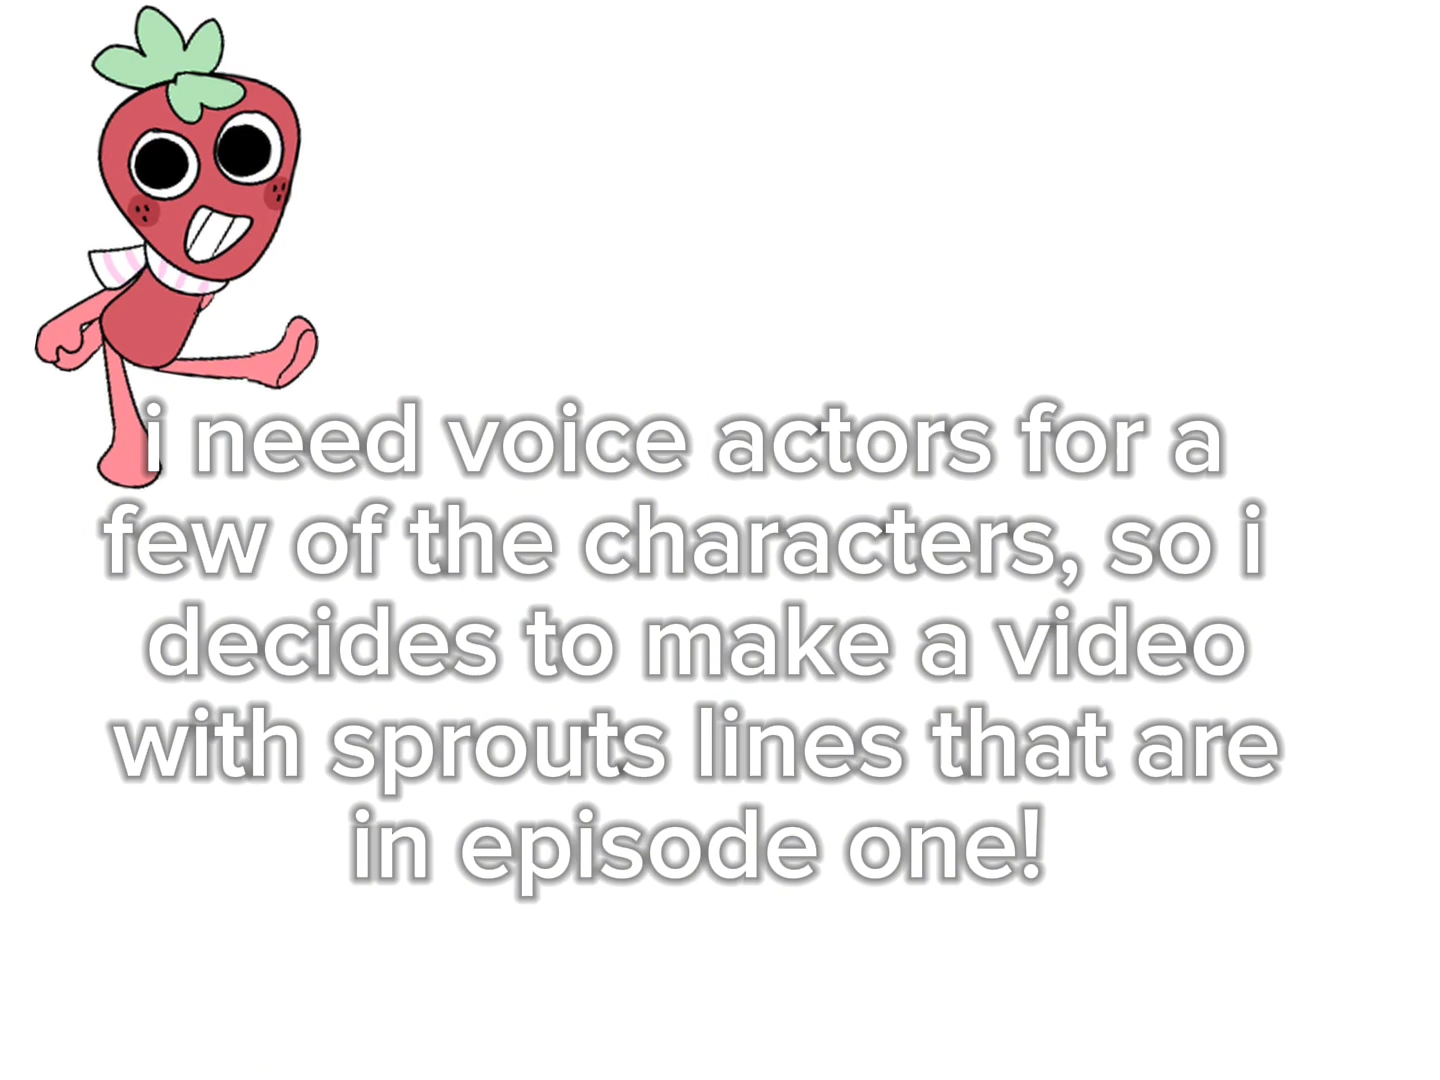 i need voice actors for a
few of the characters, so i
decides to make a video
with sprouts lines that are
in episode one!